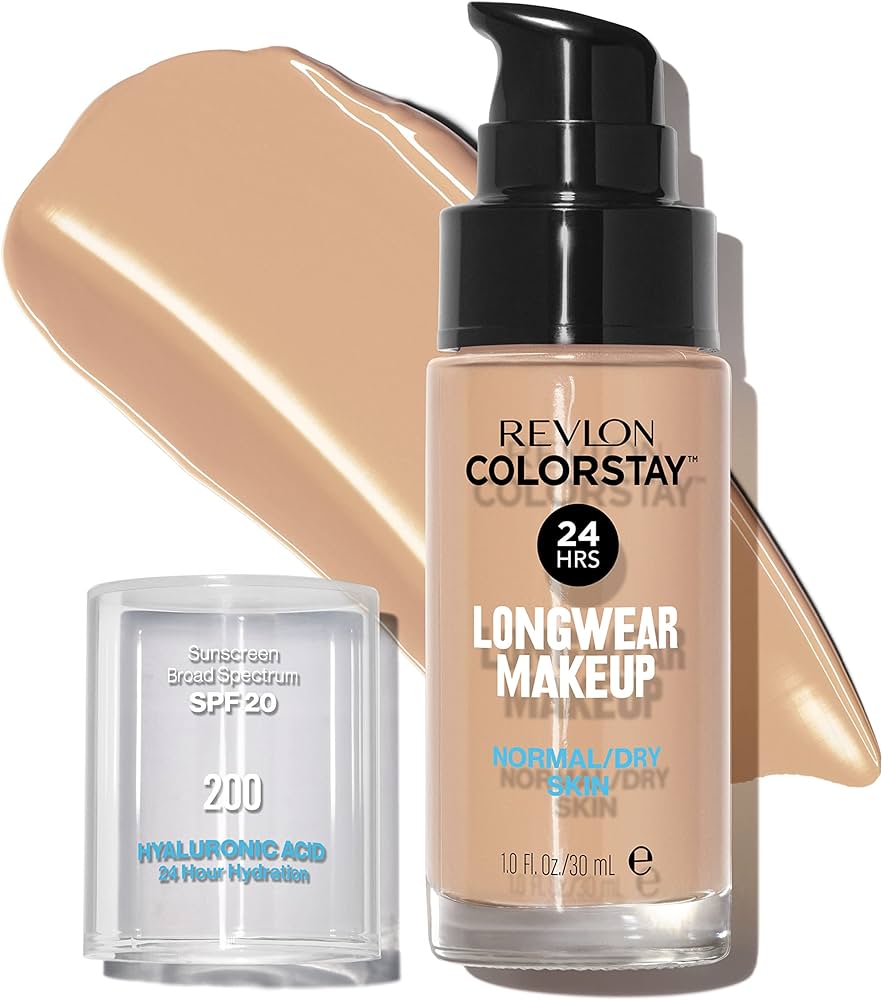 REVLON
COLORSTAY™
24
HRS
LONGWEAR
MAKEUP
NORMAL/DRY
SKIN
1.0 Fl. Oz./30 mL ℮
Sunscreen
Broad Spectrum
SPF 20
200
HYALURONIC ACID
24 Hour Hydration